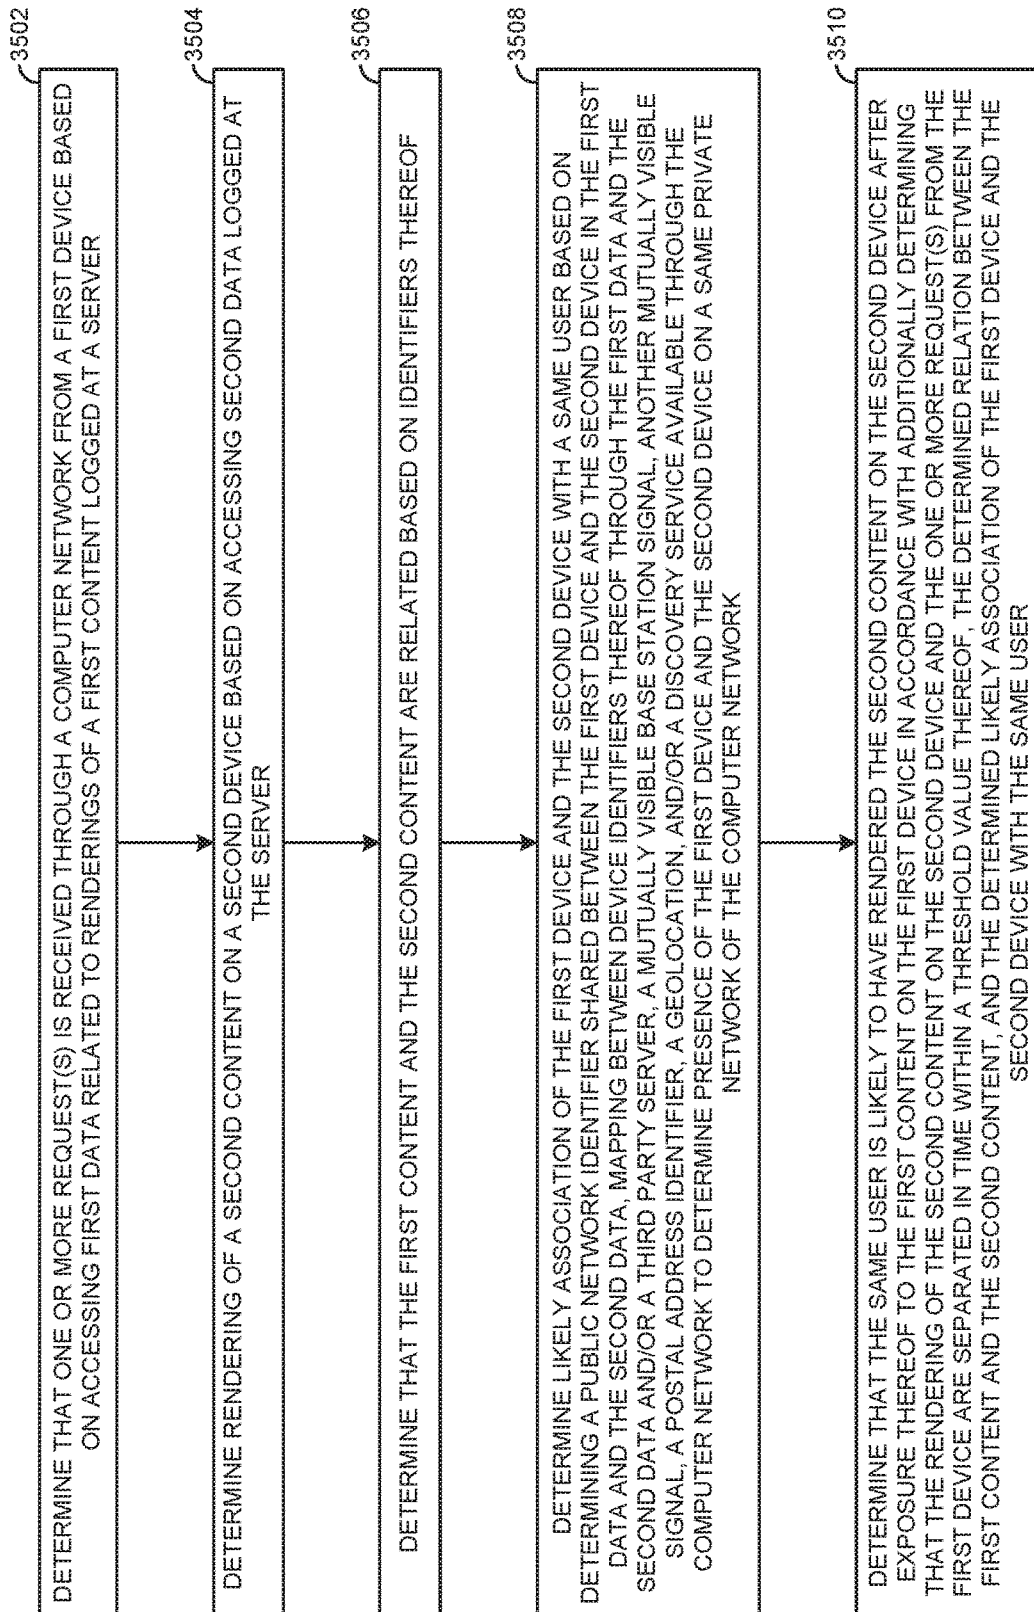 3502
DETERMINE THAT ONE OR MORE REQUEST(S) IS RECEIVED THROUGH A COMPUTER NETWORK FROM A FIRST DEVICE BASED
ON ACCESSING FIRST DATA RELATED TO RENDERINGS OF A FIRST CONTENT LOGGED AT A SERVER
3504
DETERMINE RENDERING OF A SECOND CONTENT ON A SECOND DEVICE BASED ON ACCESSING SECOND DATA LOGGED AT
THE SERVER
3506
DETERMINE THAT THE FIRST CONTENT AND THE SECOND CONTENT ARE RELATED BASED ON IDENTIFIERS THEREOF
3508
DETERMINE LIKELY ASSOCIATION OF THE FIRST DEVICE AND THE SECOND DEVICE WITH A SAME USER BASED ON
DETERMINING A PUBLIC NETWORK IDENTIFIER SHARED BETWEEN THE FIRST DEVICE AND THE SECOND DEVICE IN THE FIRST
DATA AND THE SECOND DATA, MAPPING BETWEEN DEVICE IDENTIFIERS THEREOF THROUGH THE FIRST DATA AND THE
SECOND DATA AND/OR A THIRD PARTY SERVER, A MUTUALLY VISIBLE BASE STATION SIGNAL, ANOTHER MUTUALLY VISIBLE
SIGNAL, A POSTAL ADDRESS IDENTIFIER, A GEOLOCATION, AND/OR A DISCOVERY SERVICE AVAILABLE THROUGH THE
COMPUTER NETWORK TO DETERMINE PRESENCE OF THE FIRST DEVICE AND THE SECOND DEVICE ON A SAME PRIVATE
NETWORK OF THE COMPUTER NETWORK
3510
DETERMINE THAT THE SAME USER IS LIKELY TO HAVE RENDERED THE SECOND CONTENT ON THE SECOND DEVICE AFTER
EXPOSURE THEREOF TO THE FIRST CONTENT ON THE FIRST DEVICE IN ACCORDANCE WITH ADDITIONALLY DETERMINING
THAT THE RENDERING OF THE SECOND CONTENT ON THE SECOND DEVICE AND THE ONE OR MORE REQUEST(S) FROM THE
FIRST DEVICE ARE SEPARATED IN TIME WITHIN A THRESHOLD VALUE THEREOF, THE DETERMINED RELATION BETWEEN THE
FIRST CONTENT AND THE SECOND CONTENT, AND THE DETERMINED LIKELY ASSOCIATION OF THE FIRST DEVICE AND THE
SECOND DEVICE WITH THE SAME USER